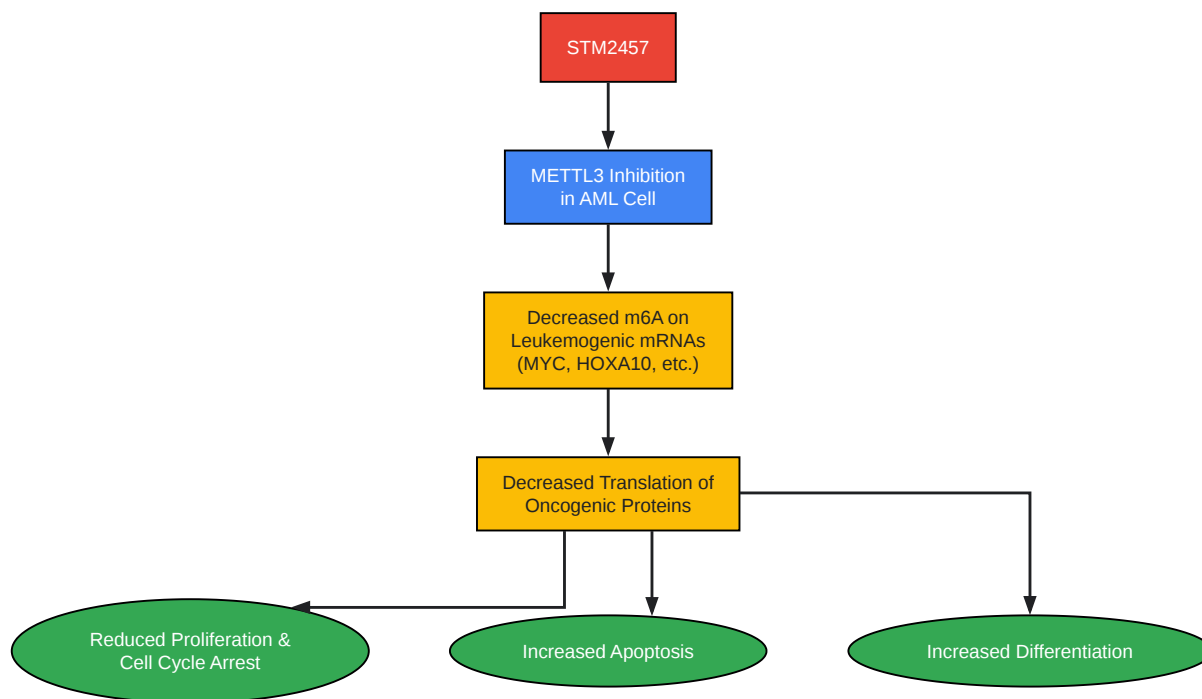 STM2457
METTL3 Inhibition
in AML Cell
Decreased m6A on
Leukemogenic mRNAs
(MYC, HOXA10, etc.)
Decreased Translation of
Oncogenic Proteins
Reduced Proliferation &
Cell Cycle Arrest
Increased Apoptosis
Increased Differentiation